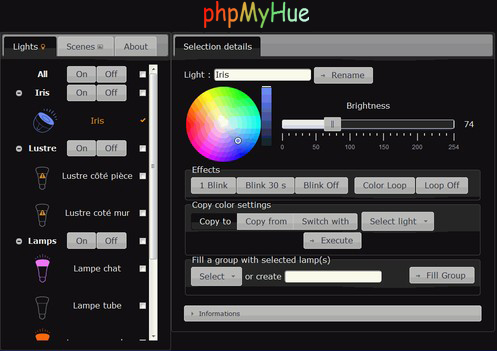 phpMyHue
Lights Scenes About
All On Off
Iris On Off
Iris
Lustre On Off
Lustre côté pièce
Lustre coté mur
Lamps On Off
Lampe chat
Lampe tube
Selection details
Light : Iris Rename
Brightness
74
0 50 100 150 200 254
Effects
1 Blink Blink 30 s Blink Off Color Loop Loop Off
Copy color settings
Copy to Copy from Switch with Select light
Execute
Fill a group with selected lamp(s)
Select or create Fill Group
Informations